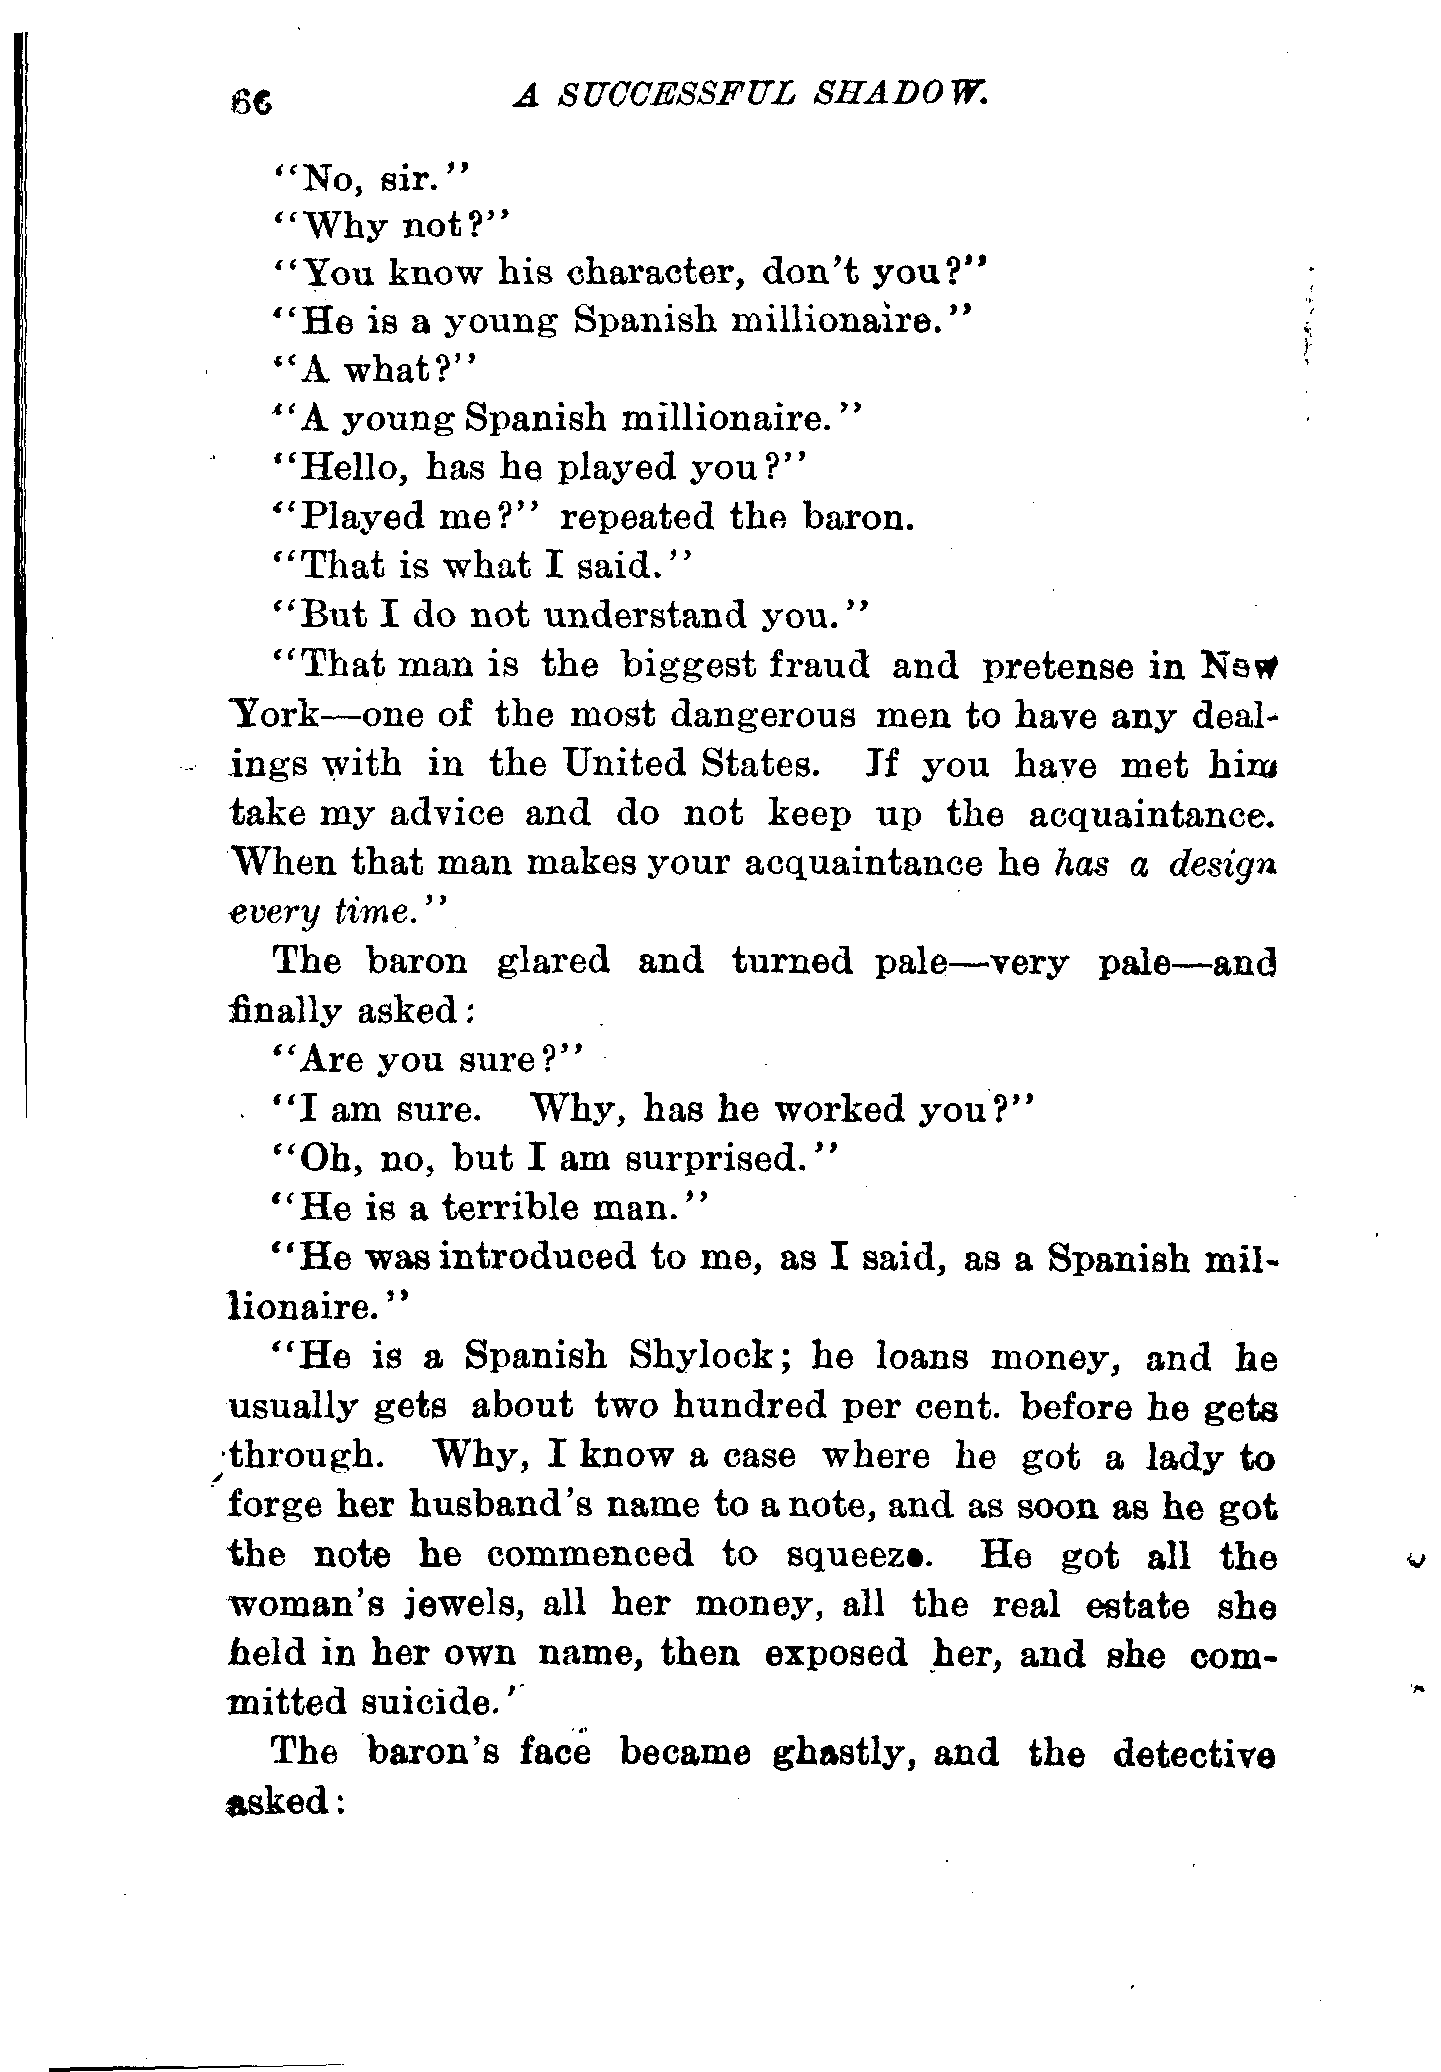 66 A SUCCESSFUL SHADOW.
"No, sir."
"Why not?"
"You know his character, don't you?"
"He is a young Spanish millionaire."
"A what?"
"A young Spanish millionaire."
"Hello, has he played you?"
"Played me?" repeated the baron.
"That is what I said."
"But I do not understand you."
"That man is the biggest fraud and pretense in New
York—one of the most dangerous men to have any deal-
ings with in the United States. If you have met him
take my advice and do not keep up the acquaintance.
When that man makes your acquaintance he has a design
every time."
The baron glared and turned pale—very pale—and
finally asked:
"Are you sure?"
"I am sure. Why, has he worked you?"
"Oh, no, but I am surprised."
"He is a terrible man."
"He was introduced to me, as I said, as a Spanish mil-
lionaire."
"He is a Spanish Shylock; he loans money, and he
usually gets about two hundred per cent. before he gets
through. Why, I know a case where he got a lady to
forge her husband's name to a note, and as soon as he got
the note he commenced to squeeze. He got all the
woman's jewels, all her money, all the real estate she
held in her own name, then exposed her, and she com-
mitted suicide.'
The baron's face became ghastly, and the detective
asked: